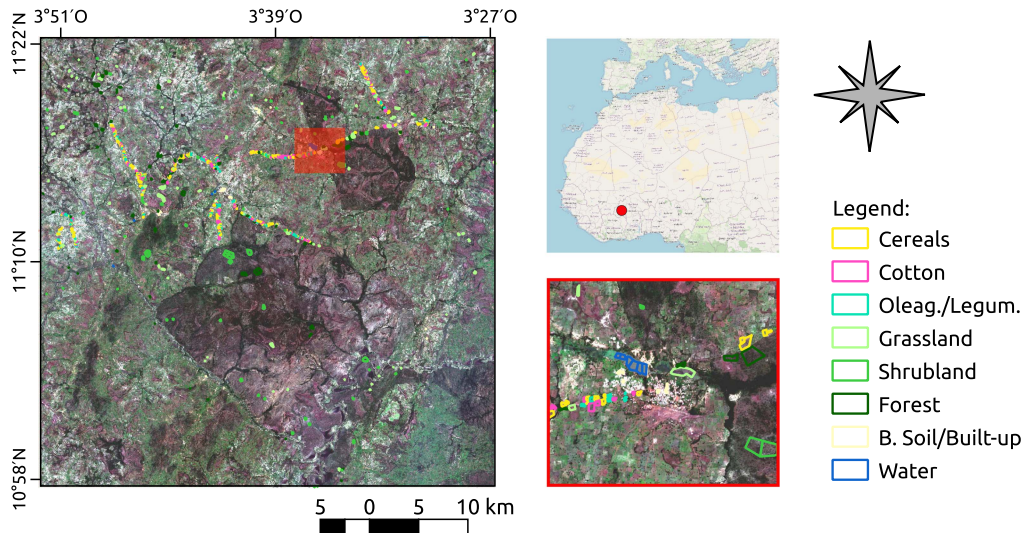 3°51′O 3°39′O 3°27′O
11°22′N
11°10′N
10°58′N
5 0 5 10 km
Legend:
Cereals
Cotton
Oleag./Legum.
Grassland
Shrubland
Forest
B. Soil/Built-up
Water